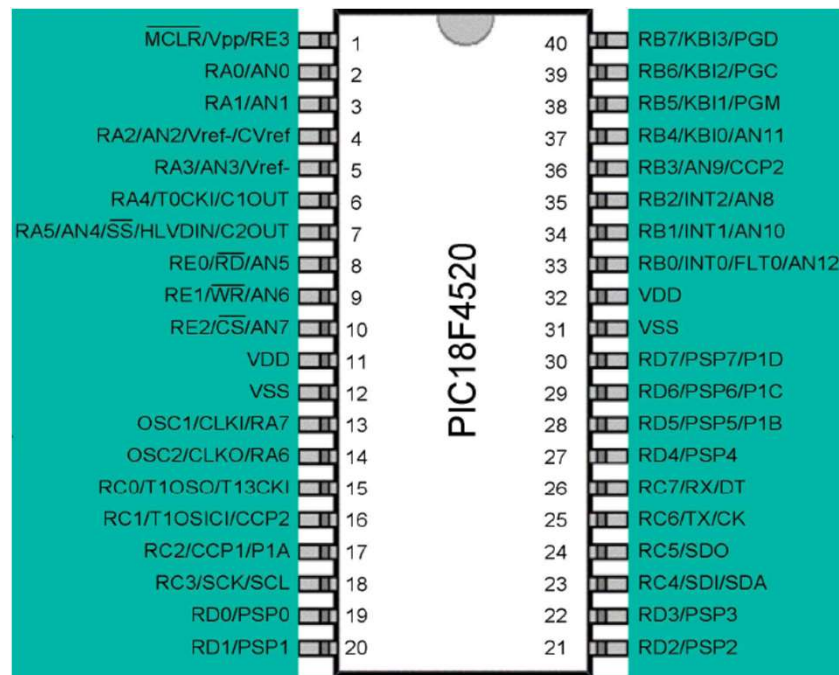 MCLR/Vpp/RE3 1 40 RB7/KBI3/PGD
RA0/AN0 2 39 RB6/KBI2/PGC
RA1/AN1 3 38 RB5/KBI1/PGM
RA2/AN2/Vref-/CVref 4 37 RB4/KBI0/AN11
RA3/AN3/Vref- 5 36 RB3/AN9/CCP2
RA4/T0CKI/C1OUT 6 35 RB2/INT2/AN8
RA5/AN4/SS/HLVDIN/C2OUT 7 34 RB1/INT1/AN10
RE0/RD/AN5 8 33 RB0/INT0/FLT0/AN12
RE1/WR/AN6 9 32 VDD
RE2/CS/AN7 10 31 VSS
VDD 11 30 RD7/PSP7/P1D
VSS 12 29 RD6/PSP6/P1C
OSC1/CLKI/RA7 13 28 RD5/PSP5/P1B
OSC2/CLKO/RA6 14 27 RD4/PSP4
RC0/T1OSO/T13CKI 15 26 RC7/RX/DT
RC1/T1OSICI/CCP2 16 25 RC6/TX/CK
RC2/CCP1/P1A 17 24 RC5/SDO
RC3/SCK/SCL 18 23 RC4/SDI/SDA
RD0/PSP0 19 22 RD3/PSP3
RD1/PSP1 20 21 RD2/PSP2
PIC18F4520